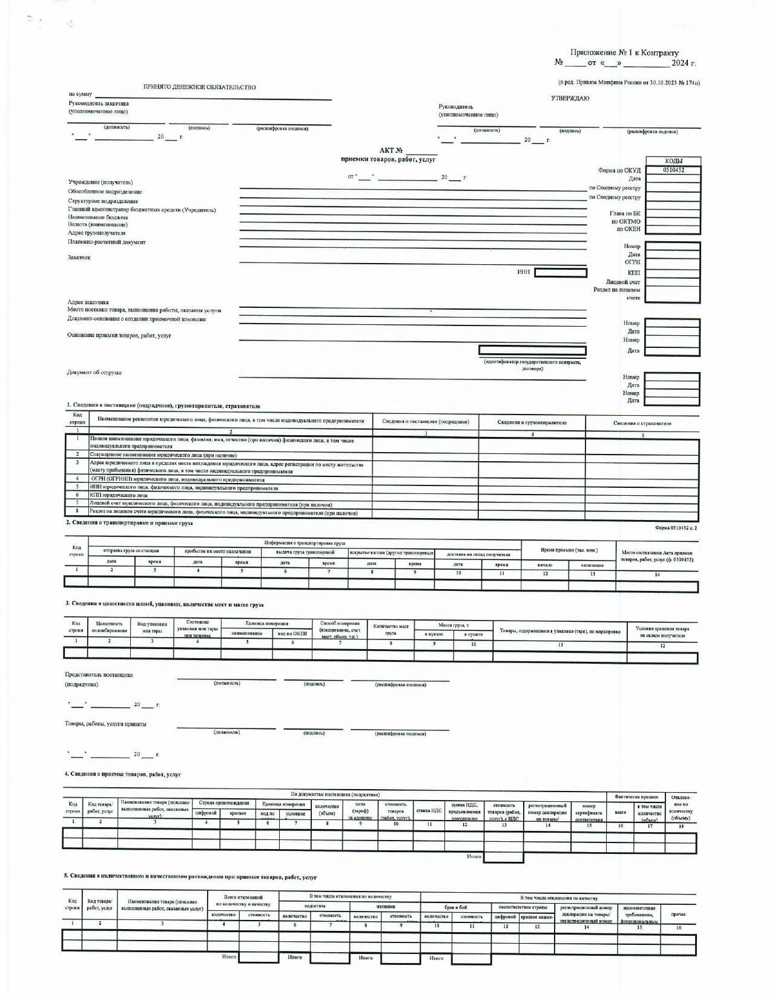 Приложение № 1 к Контракту
№ _____ от «___» __________ 2024 г.
(в ред. Приказа Минфина России от 30.10.2023 № 174н)
ПРИНЯТО ДЕНЕЖНОЕ ОБЯЗАТЕЛЬСТВО
на сумму
Руководитель заказчика
(уполномоченное лицо)
(должность) (подпись) (расшифровка подписи)
"___" __________ 20 ___ г.
УТВЕРЖДАЮ
Руководитель
(уполномоченное лицо)
(должность) (подпись) (расшифровка подписи)
"___" __________ 20 ___ г.
АКТ № ______
приемки товаров, работ, услуг
от "___" __________ 20 ___ г.
КОДЫ
Форма по ОКУД 0510452
Дата
Учреждение (получатель) по Сводному реестру
Обособленное подразделение по Сводному реестру
Структурное подразделение
Главный администратор бюджетных средств (Учредитель) Глава по БК
Наименование бюджета по ОКТМО
Валюта (наименование) по ОКЕИ
Адрес грузополучателя
Платежно-расчетный документ Номер
Дата
Заказчик ОГРН
ИНН КПП
Лицевой счет
Раздел на лицевом
счете
Адрес заказчика
Место поставки товара, выполнения работы, оказания услуги
Документ-основание о создании приемочной комиссии Номер
Дата
Основание приемки товаров, работ, услуг Номер
Дата
(идентификатор государственного контракта,
договора)
Документ об отгрузке Номер
Дата
Номер
Дата
1. Сведения о поставщике (подрядчике), грузоотправителе, страхователе
Код строки Наименование реквизитов юридического лица, физического лица, в том числе индивидуального предпринимателя Сведения о поставщике (подрядчике) Сведения о грузоотправителе Сведения о страхователе
1 2 3 4 5
1 Полное наименование юридического лица, фамилия, имя, отчество (при наличии) физического лица, в том числе
индивидуального предпринимателя
2 Сокращенное наименование юридического лица (при наличии)
3 Адрес юридического лица в пределах места нахождения юридического лица, адрес регистрации по месту жительства
(месту пребывания) физического лица, в том числе индивидуального предпринимателя
4 ОГРН (ОГРНИП) юридического лица, индивидуального предпринимателя
5 ИНН юридического лица, физического лица, индивидуального предпринимателя
6 КПП юридического лица
7 Лицевой счет юридического лица, физического лица, индивидуального предпринимателя (при наличии)
8 Раздел на лицевом счете юридического лица, физического лица, индивидуального предпринимателя (при наличии)
2. Сведения о транспортировке и приемке груза
Форма 0510452 с. 2
Код строки Информация о транспортировке груза Время приемки (час. мин.) Место составления Акта приемки товаров, работ, услуг (ф. 0510452)
отправка груза со станции прибытие на место назначения выдача груза транспортной вскрытие вагона (других транспортных доставка на склад получателя
дата время дата время дата время дата время дата время начало окончание
1 2 3 4 5 6 7 8 9 10 11 12 13 14
3. Сведения о целостности пломб, упаковки, количестве мест и массе груза
Код строки Целостность опломбирования Вид упаковки или тары Состояние упаковки или тары при приемке Единица измерения Способ измерения (взвешивание, счет мест, обмер, т.п.) Количество мест груза Масса груза, т Товары, содержащиеся в упаковке (таре), по маркировке Условия хранения товара на складе получателя
наименование код по ОКЕИ в пункте в пункте
1 2 3 4 5 6 7 8 9 10 11 12
Представитель поставщика
(подрядчика)
(должность) (подпись) (расшифровка подписи)
"___" __________ 20 ___ г.
Товары, работы, услуги приняты
(должность) (подпись) (расшифровка подписи)
"___" __________ 20 ___ г.
4. Сведения о приемке товаров, работ, услуг
По документам поставщика (подрядчика) Фактически принято Отклоне-ние по количеству (объему)
Код строки Код товара/ работ, услуг Наименование товара (описание выполненных работ, оказанных услуг) Страна происхождения Единица измерения количество (объем) цена (тариф) за единицу стоимость товаров (работ, услуг), ставка НДС сумма НДС, предъявляемая покупателю стоимость товаров (работ, услуг), с НДС регистрационный номер декларации на товары/ номер сертификата соответствия всего в том числе количество (объем)
цифровой краткое код по условное
1 2 3 4 5 6 7 8 9 10 11 12 13 14 15 16 17 18
Итого
5. Сведения о количественном и качественном расхождении при приемке товаров, работ, услуг
Код строки Код товара/ работ, услуг Наименование товара (описание выполненных работ, оказанных услуг) Всего отклонений по количеству и качеству В том числе отклонения по количеству В том числе отклонения по качеству
недостача излишки брак и бой несоответствие страны регистрационный номер декларации на товары/ регистрационный номер несоответствие требованиям, функциональным прочее
количество стоимость количество стоимость количество стоимость количество стоимость цифровой краткое наиме-
1 2 3 4 5 6 7 8 9 10 11 12 13 14 15 16
Итого Итого Итого Итого